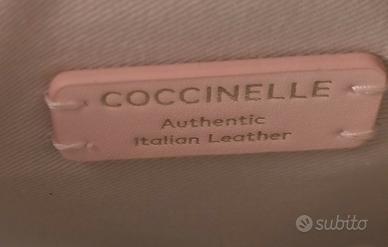 COCCINELLE
Authentic
Italian Leather
subito